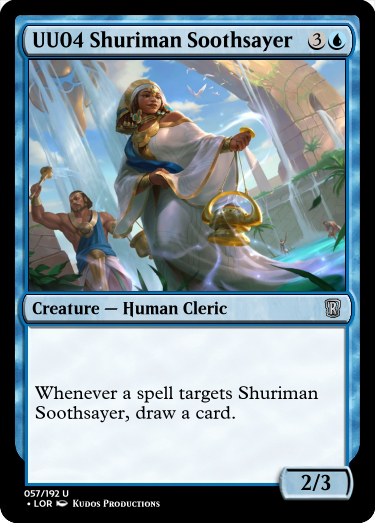 UU04 Shuriman Soothsayer 3
Creature — Human Cleric
Whenever a spell targets Shuriman
Soothsayer, draw a card.
2/3
057/192 U
• LOR Kudos Productions